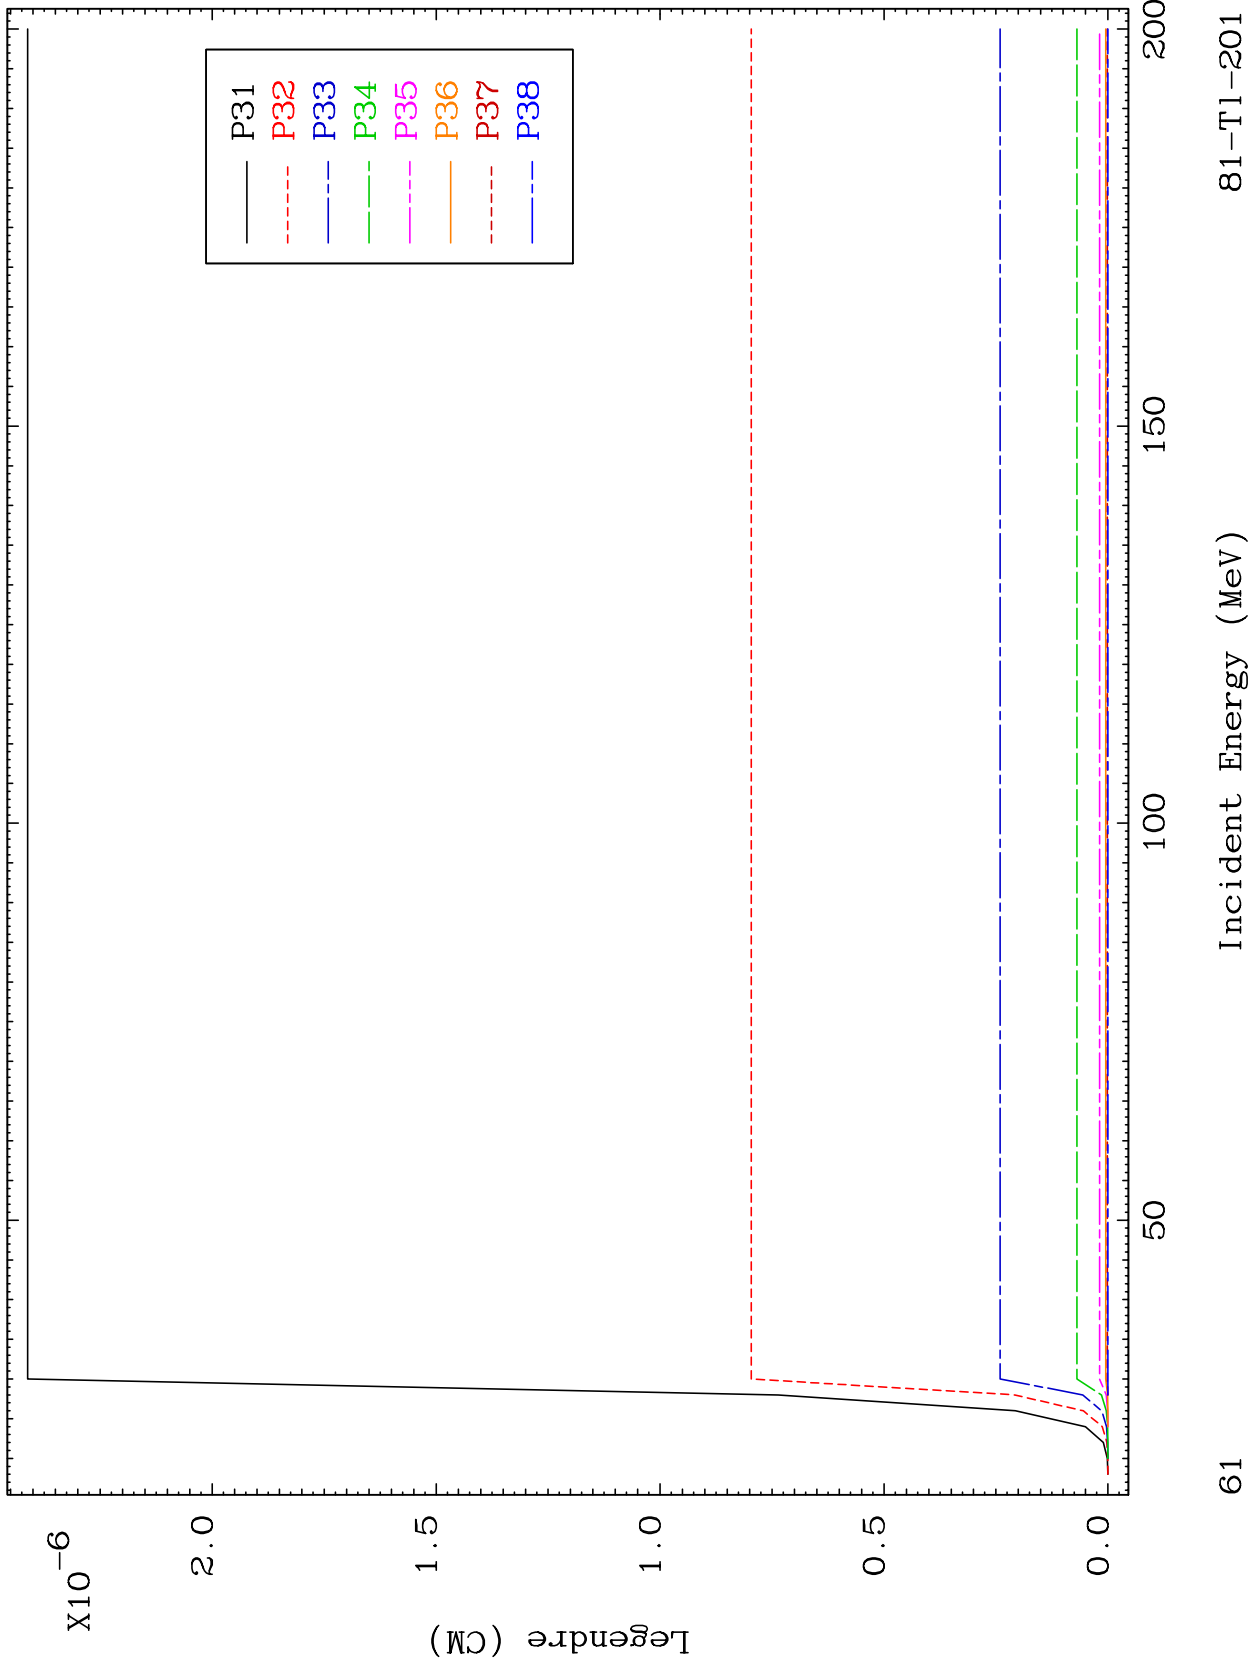 X10-6
2.0
1.5
1.0
0.5
0.0
Legendre (CM)
P31
P32
P33
P34
P35
P36
P37
P38
50
100
150
200
61
Incident Energy (MeV)
81-Tl-201